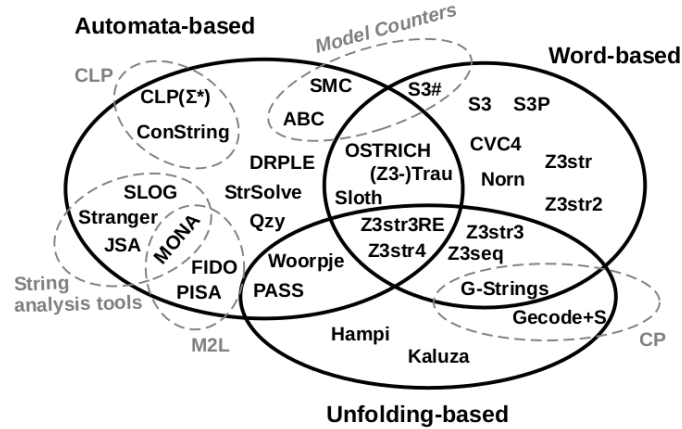 Automata-based
Model Counters
Word-based
CLP
CLP(Σ*)
ConString
SMC
ABC
S3#
S3 S3P
CVC4
Z3str
Norn
Z3str2
OSTRICH
(Z3-)Trau
Sloth
DRPLE
StrSolve
Qzy
SLOG
Stranger
JSA
MONA
FIDO
PISA
String
analysis tools
M2L
Z3str3RE
Z3str4
Z3str3
Z3seq
Woorpje
PASS
G-Strings
Gecode+S
CP
Hampi
Kaluza
Unfolding-based